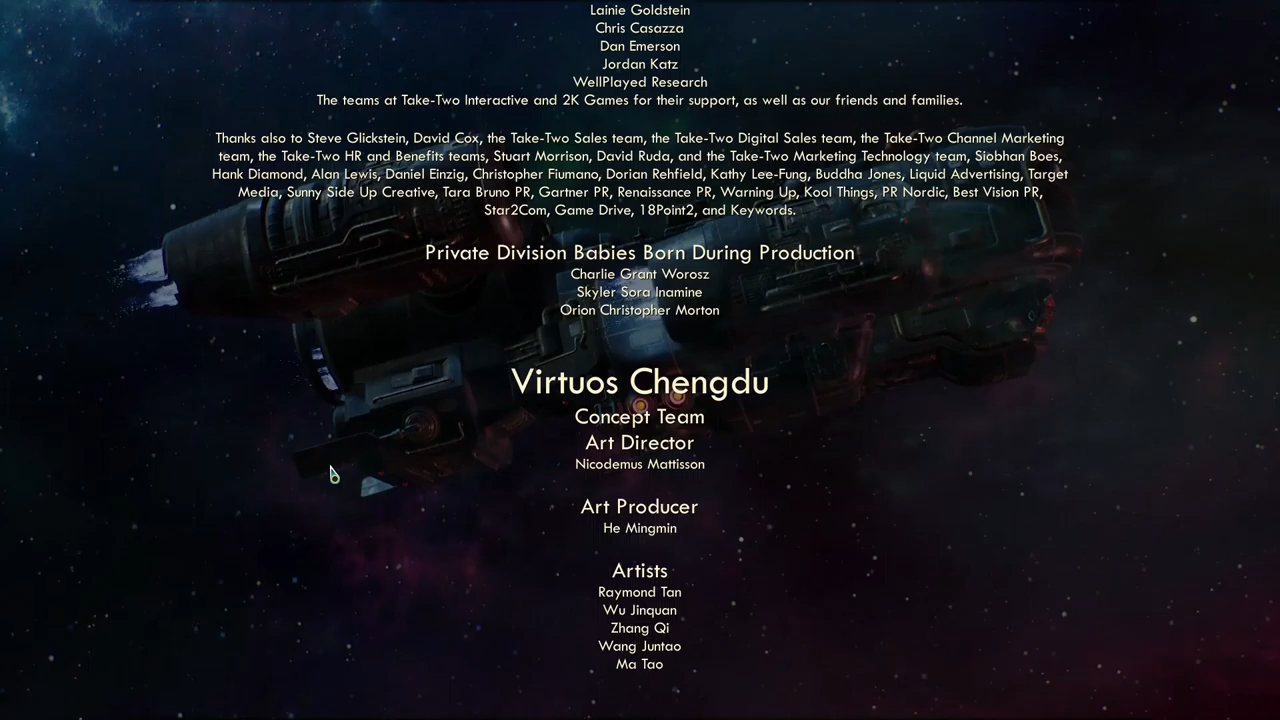 Lainie Goldstein
Chris Casazza
Dan Emerson
Jordan Katz
WellPlayed Research
The teams at Take-Two Interactive and 2K Games for their support, as well as our friends and families.
Thanks also to Steve Glickstein, David Cox, the Take-Two Sales team, the Take-Two Digital Sales team, the Take-Two Channel Marketing
team, the Take-Two HR and Benefits teams, Stuart Morrison, David Ruda, and the Take-Two Marketing Technology team, Siobhan Boes,
Hank Diamond, Alan Lewis, Daniel Einzig, Christopher Fiumano, Dorian Rehfield, Kathy Lee-Fung, Buddha Jones, Liquid Advertising, Target
Media, Sunny Side Up Creative, Tara Bruno PR, Gartner PR, Renaissance PR, Warning Up, Kool Things, PR Nordic, Best Vision PR,
Star2Com, Game Drive, 18Point2, and Keywords.
Private Division Babies Born During Production
Charlie Grant Worosz
Skyler Sora Inamine
Orion Christopher Morton
Virtuos Chengdu
Concept Team
Art Director
Nicodemus Mattisson
Art Producer
He Mingmin
Artists
Raymond Tan
Wu Jinquan
Zhang Qi
Wang Juntao
Ma Tao